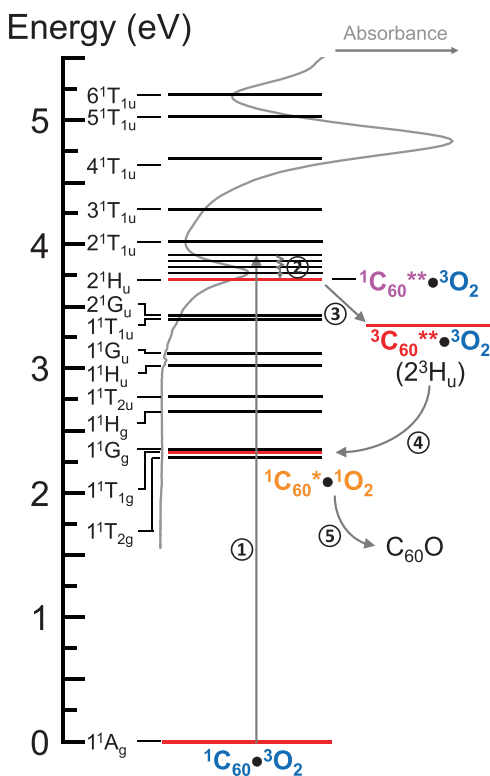 Energy (eV)
Absorbance
6¹T₁ᵤ
5¹T₁ᵤ
5
4¹T₁ᵤ
3¹T₁ᵤ
2¹T₁ᵤ
4
②
2¹Hᵤ
¹C₆₀**●³O₂
2¹Gᵤ
③
1¹T₁ᵤ
³C₆₀**●³O₂
1¹Gᵤ
(2³Hᵤ)
1¹Hᵤ
3
1¹T₂ᵤ
1¹H_g
④
1¹G_g
¹C₆₀*●¹O₂
1¹T₁g
2
1¹T₂g
⑤
①
C₆₀O
1
0
1¹A_g
¹C₆₀●³O₂